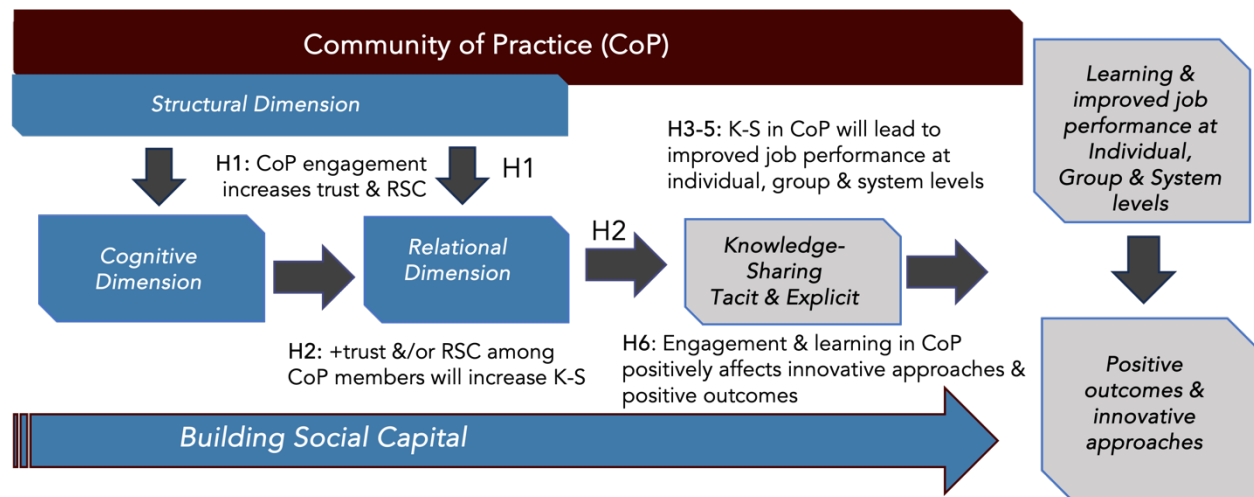 Community of Practice (CoP)
Structural Dimension
H1: CoP engagement
increases trust & RSC
H1
Cognitive
Dimension
Relational
Dimension
H2: +trust &/or RSC among
CoP members will increase K-S
H2
H3-5: K-S in CoP will lead to
improved job performance at
individual, group & system levels
Knowledge-
Sharing
Tacit & Explicit
H6: Engagement & learning in CoP
positively affects innovative approaches &
positive outcomes
Learning &
improved job
performance at
Individual,
Group & System
levels
Positive
outcomes &
innovative
approaches
Building Social Capital